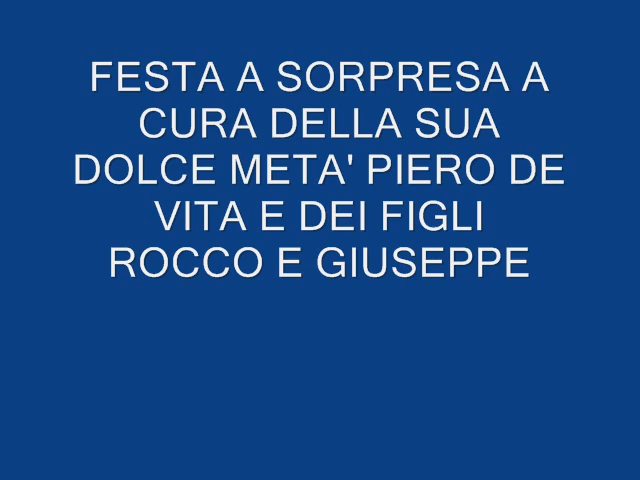 FESTA A SORPRESA A
CURA DELLA SUA
DOLCE META' PIERO DE
VITA E DEI FIGLI
ROCCO E GIUSEPPE